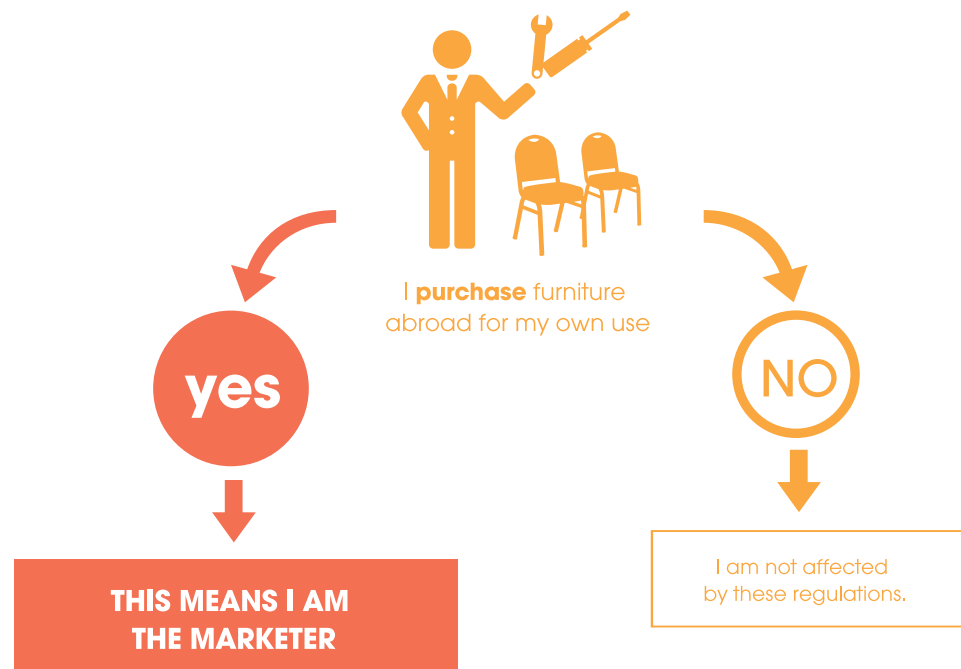 I purchase furniture
abroad for my own use
yes
NO
THIS MEANS I AM
THE MARKETER
I am not affected
by these regulations.